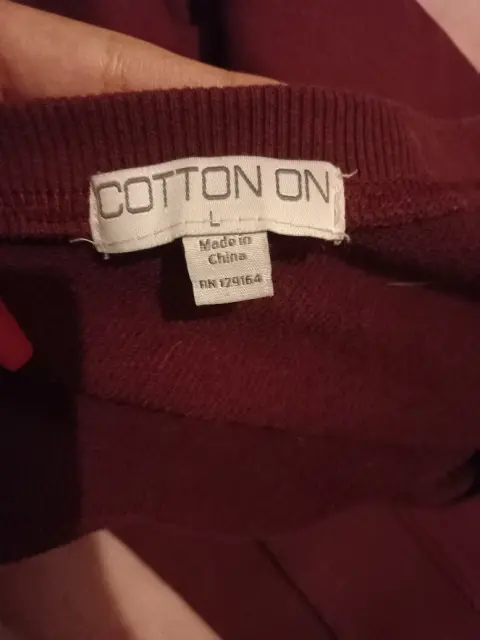 COTTON ON
L
Made in
China
RN 129164